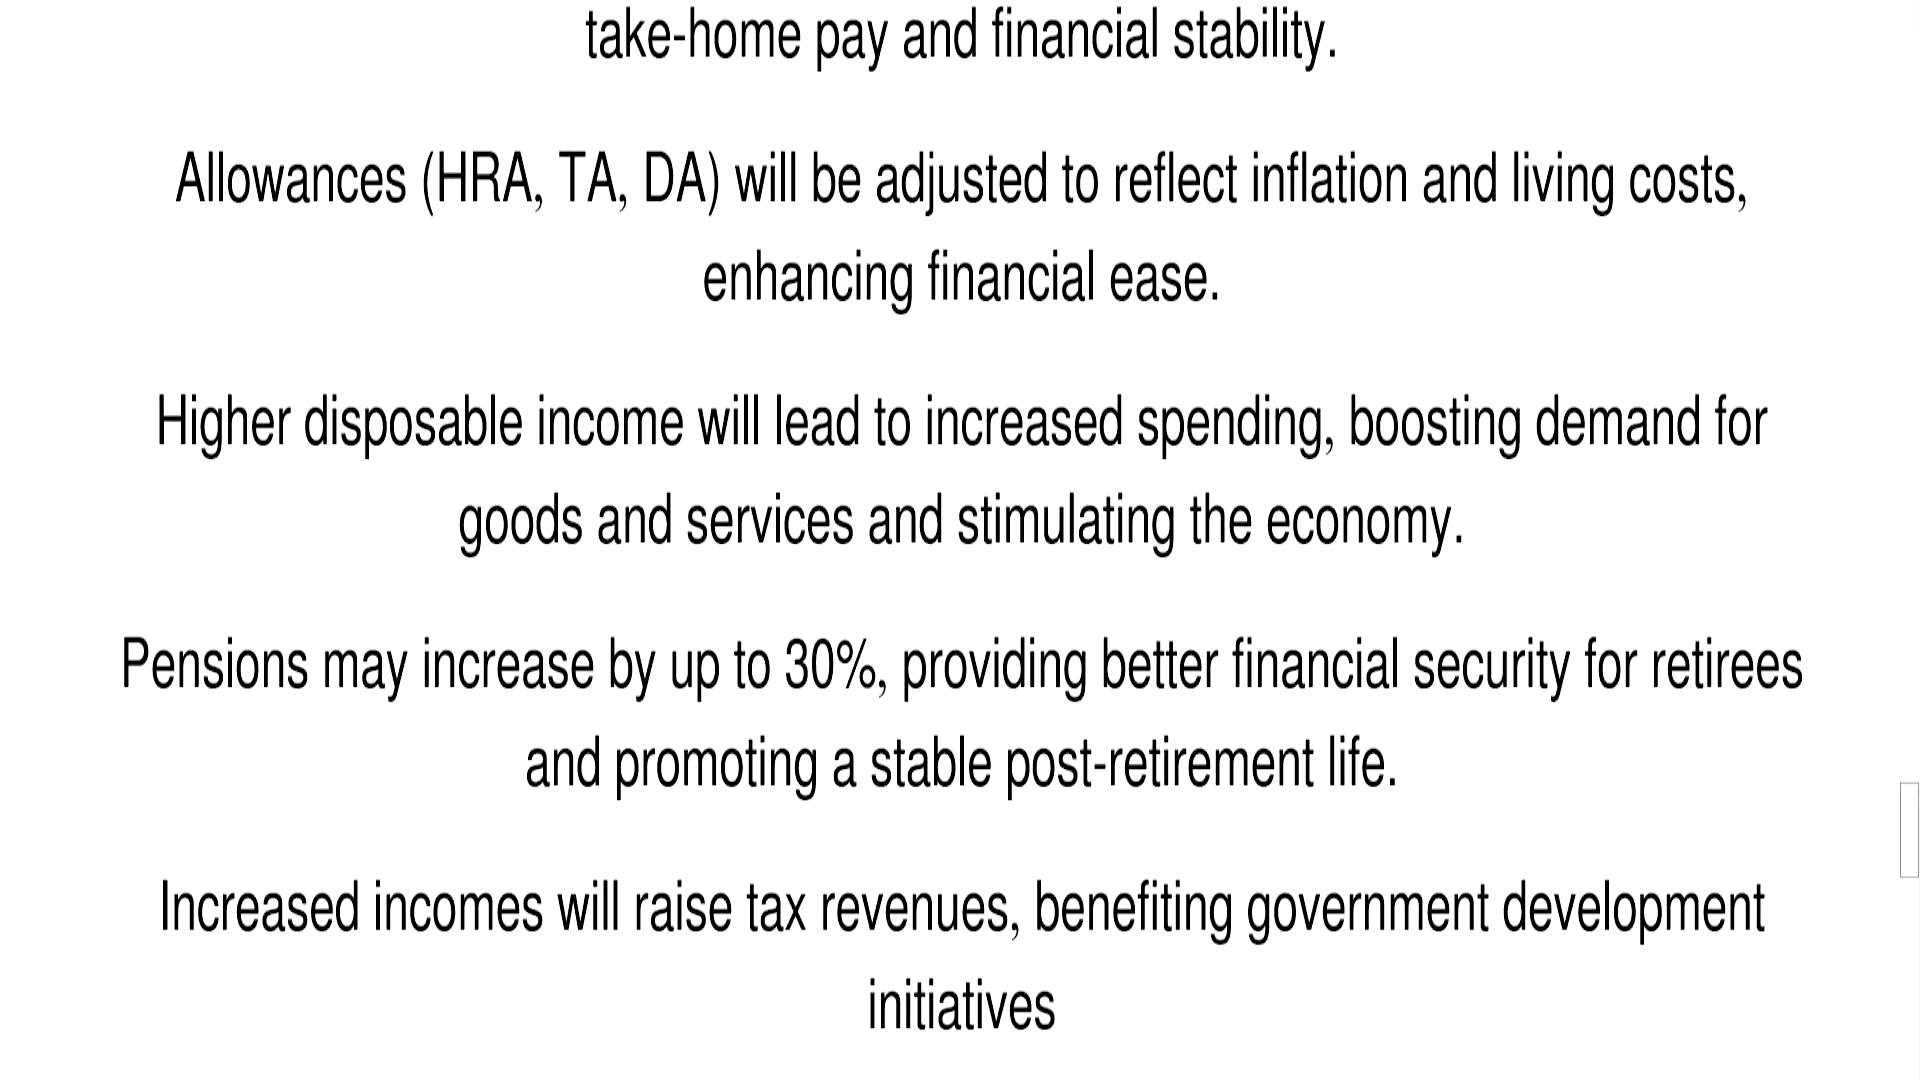 take-home pay and financial stability.
Allowances (HRA, TA, DA) will be adjusted to reflect inflation and living costs,
enhancing financial ease.
Higher disposable income will lead to increased spending, boosting demand for
goods and services and stimulating the economy.
Pensions may increase by up to 30%, providing better financial security for retirees
and promoting a stable post-retirement life.
Increased incomes will raise tax revenues, benefiting government development
initiatives